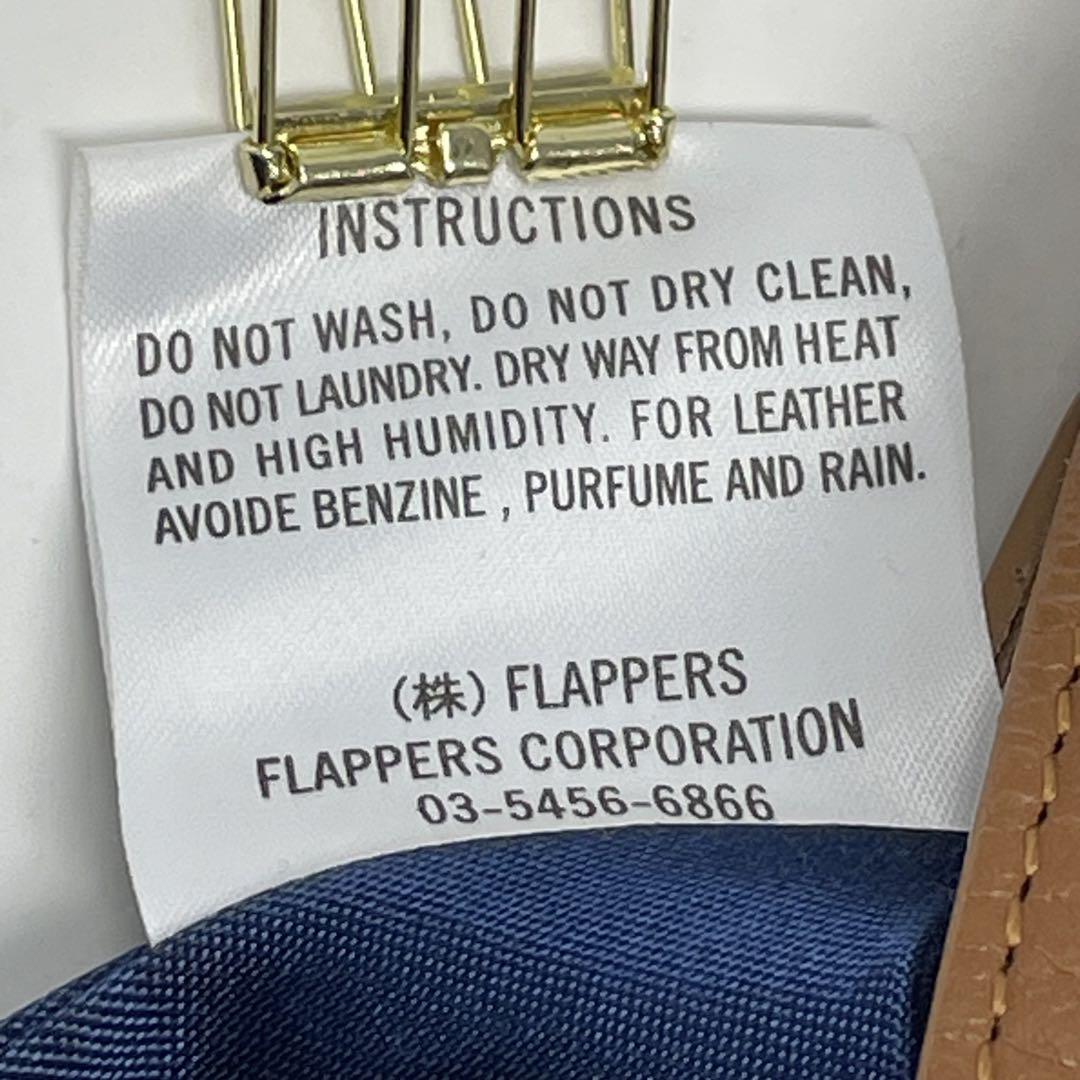 INSTRUCTIONS
DO NOT WASH, DO NOT DRY CLEAN,
DO NOT LAUNDRY. DRY WAY FROM HEAT
AND HIGH HUMIDITY. FOR LEATHER
AVOIDE BENZINE , PURFUME AND RAIN.
(株) FLAPPERS
FLAPPERS CORPORATION
03-5456-6866